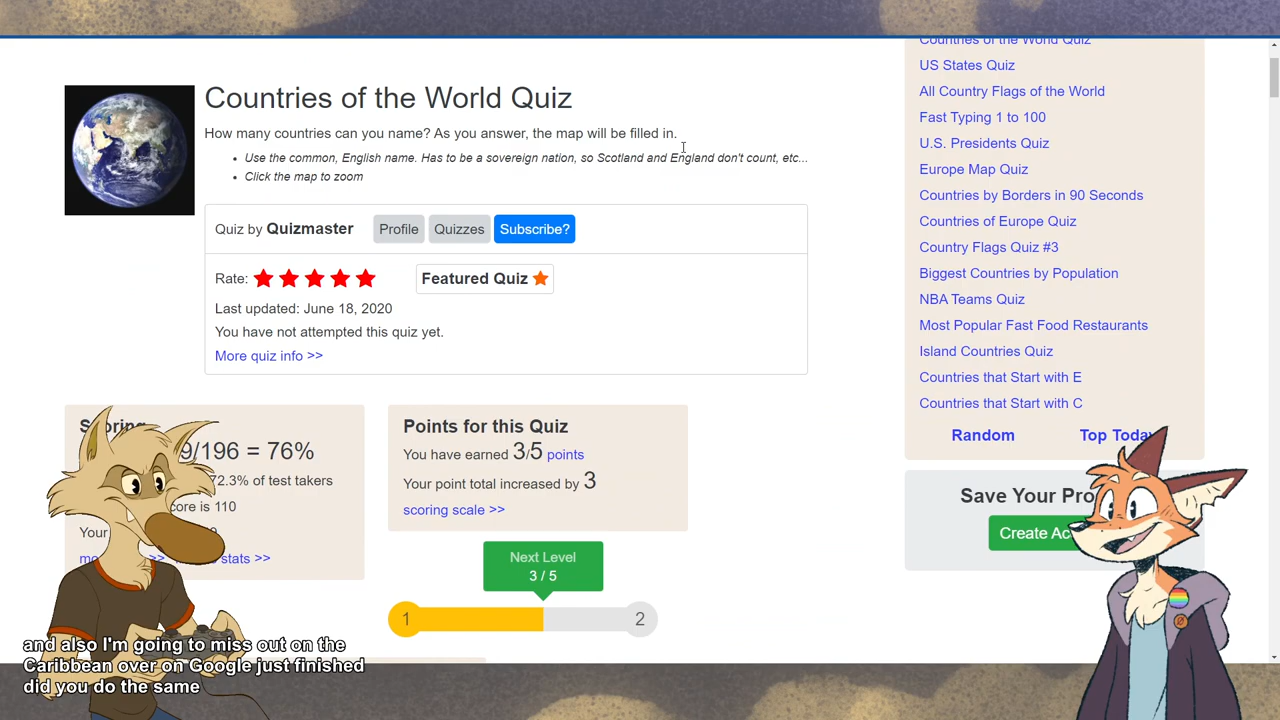 Countries of the World Quiz
How many countries can you name? As you answer, the map will be filled in.
Use the common, English name. Has to be a sovereign nation, so Scotland and England don't count, etc...
Click the map to zoom
Quiz by Quizmaster
Profile
Quizzes
Subscribe?
Rate:
Featured Quiz
Last updated: June 18, 2020
You have not attempted this quiz yet.
More quiz info >>
Scoring
9/196 = 76%
72.3% of test takers
core is 110
Your
stats >>
Points for this Quiz
You have earned 3/5 points
Your point total increased by 3
scoring scale >>
Next Level
3 / 5
1
2
Countries of the World Quiz
US States Quiz
All Country Flags of the World
Fast Typing 1 to 100
U.S. Presidents Quiz
Europe Map Quiz
Countries by Borders in 90 Seconds
Countries of Europe Quiz
Country Flags Quiz #3
Biggest Countries by Population
NBA Teams Quiz
Most Popular Fast Food Restaurants
Island Countries Quiz
Countries that Start with E
Countries that Start with C
Random
Top Today
Save Your Pro
Create Ac
and also I'm going to miss out on the
Caribbean over on Google just finished
did you do the same